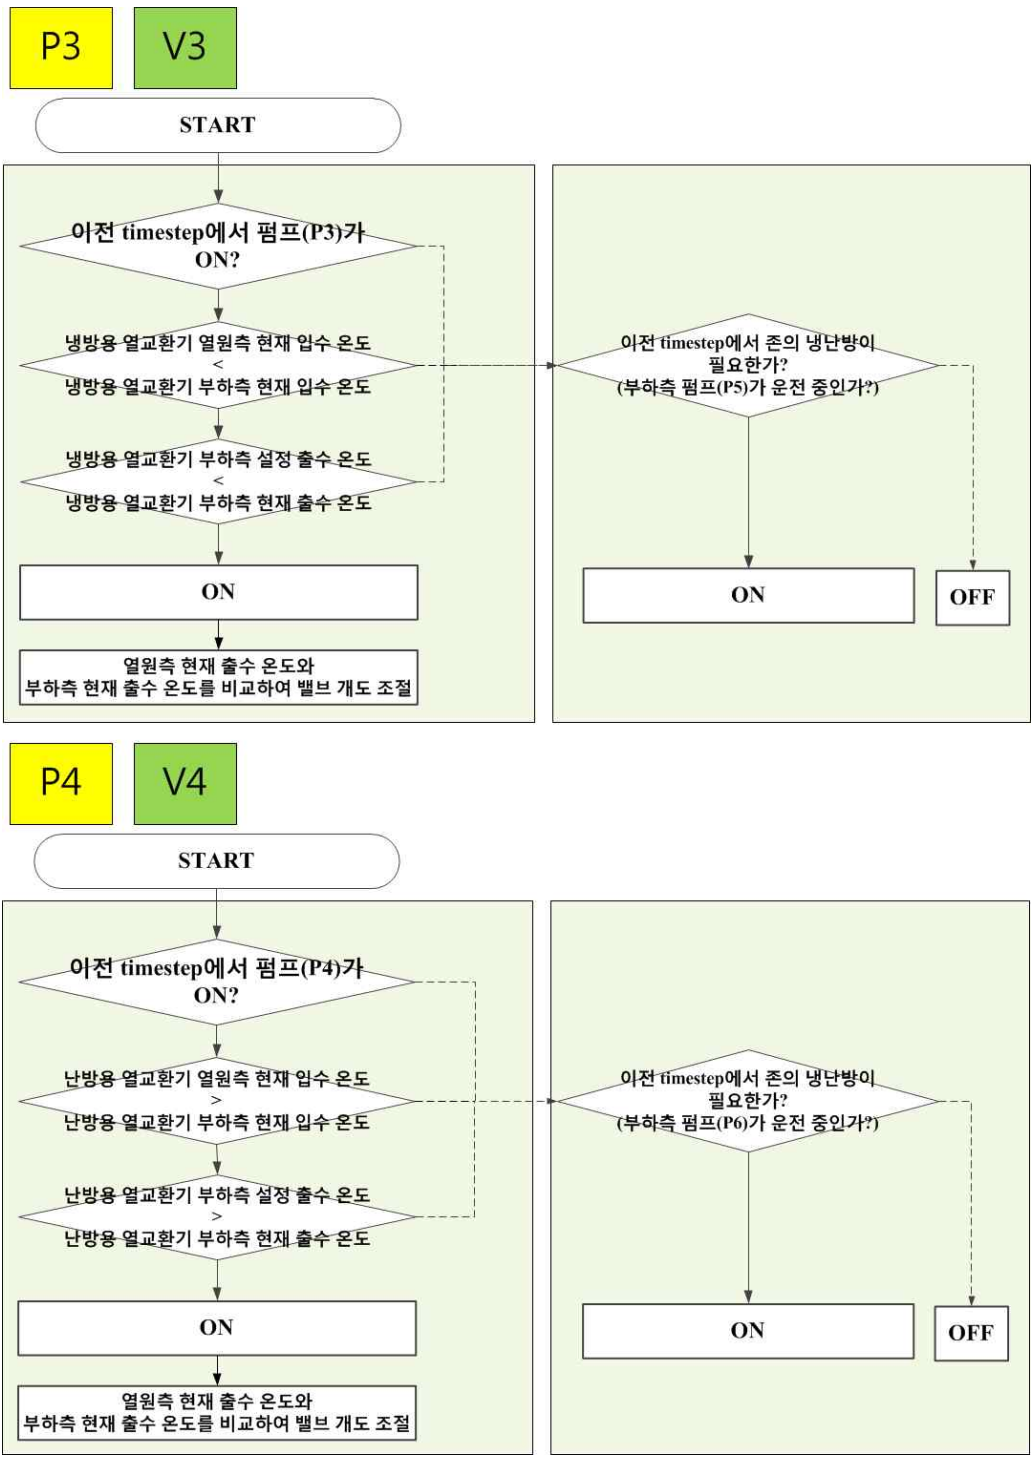 P3
V3
START
이전 timestep에서 펌프(P3)가
ON?
냉방용 열교환기 열원측 현재 입수 온도
<
냉방용 열교환기 부하측 현재 입수 온도
냉방용 열교환기 부하측 설정 출수 온도
<
냉방용 열교환기 부하측 현재 출수 온도
ON
열원측 현재 출수 온도와
부하측 현재 출수 온도를 비교하여 밸브 개도 조절
이전 timestep에서 존의 냉난방이
필요한가?
(부하측 펌프(P5)가 운전 중인가?)
ON
OFF
P4
V4
START
이전 timestep에서 펌프(P4)가
ON?
난방용 열교환기 열원측 현재 입수 온도
>
난방용 열교환기 부하측 현재 입수 온도
난방용 열교환기 부하측 설정 출수 온도
>
난방용 열교환기 부하측 현재 출수 온도
ON
열원측 현재 출수 온도와
부하측 현재 출수 온도를 비교하여 밸브 개도 조절
이전 timestep에서 존의 냉난방이
필요한가?
(부하측 펌프(P6)가 운전 중인가?)
ON
OFF